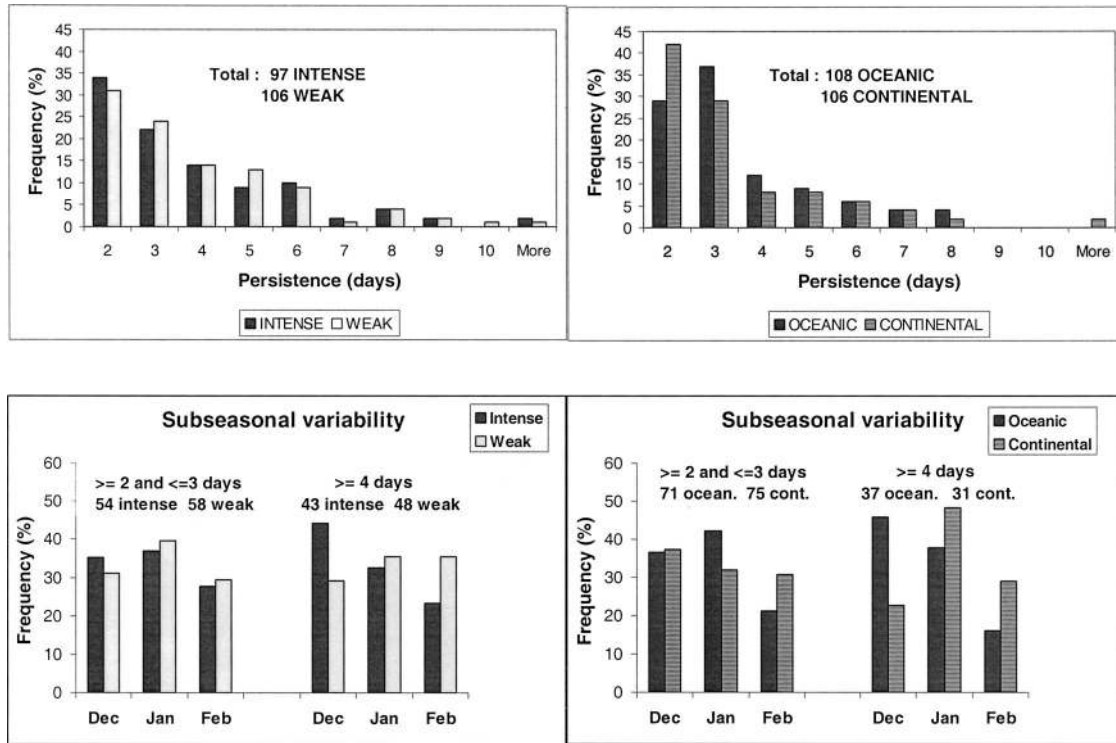 45
40
35
30
25
20
15
10
5
0
Frequency (%)
Total : 97 INTENSE
106 WEAK
2 3 4 5 6 7 8 9 10 More
Persistence (days)
INTENSE WEAK
45
40
35
30
25
20
15
10
5
0
Frequency (%)
Total : 108 OCEANIC
106 CONTINENTAL
2 3 4 5 6 7 8 9 10 More
Persistence (days)
OCEANIC CONTINENTAL
Subseasonal variability
Intense
Weak
60
50
40
30
20
10
0
Frequency (%)
>= 2 and <=3 days >= 4 days
54 intense 58 weak 43 intense 48 weak
Dec Jan Feb Dec Jan Feb
Subseasonal variability
Oceanic
Continental
60
50
40
30
20
10
0
Frequency (%)
>= 2 and <=3 days >= 4 days
71 ocean. 75 cont. 37 ocean. 31 cont.
Dec Jan Feb Dec Jan Feb